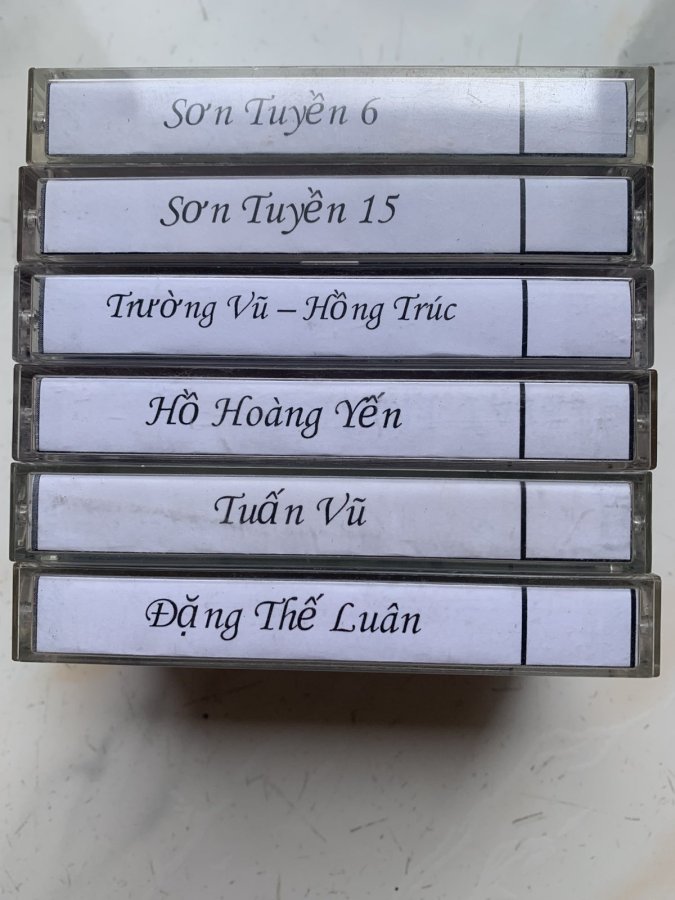 Sơn Tuyền 6
Sơn Tuyền 15
Trường Vũ – Hồng Trúc
Hồ Hoàng Yến
Tuấn Vũ
Đặng Thế Luân